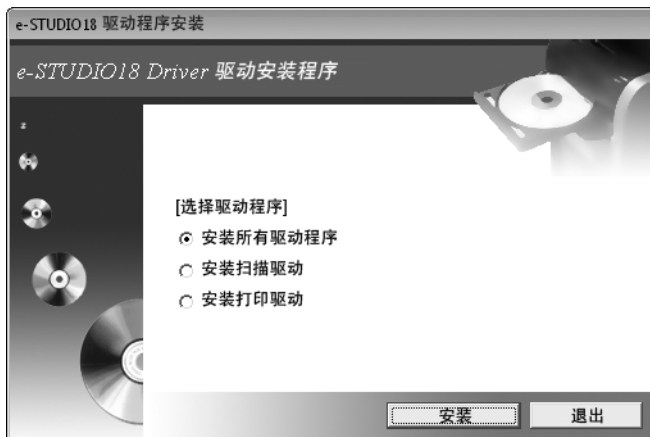 e-STUDIO18 驱动程序安装
e-STUDIO18 Driver 驱动安装程序
[选择驱动程序]
安装所有驱动程序
安装扫描驱动
安装打印驱动
安装
退出